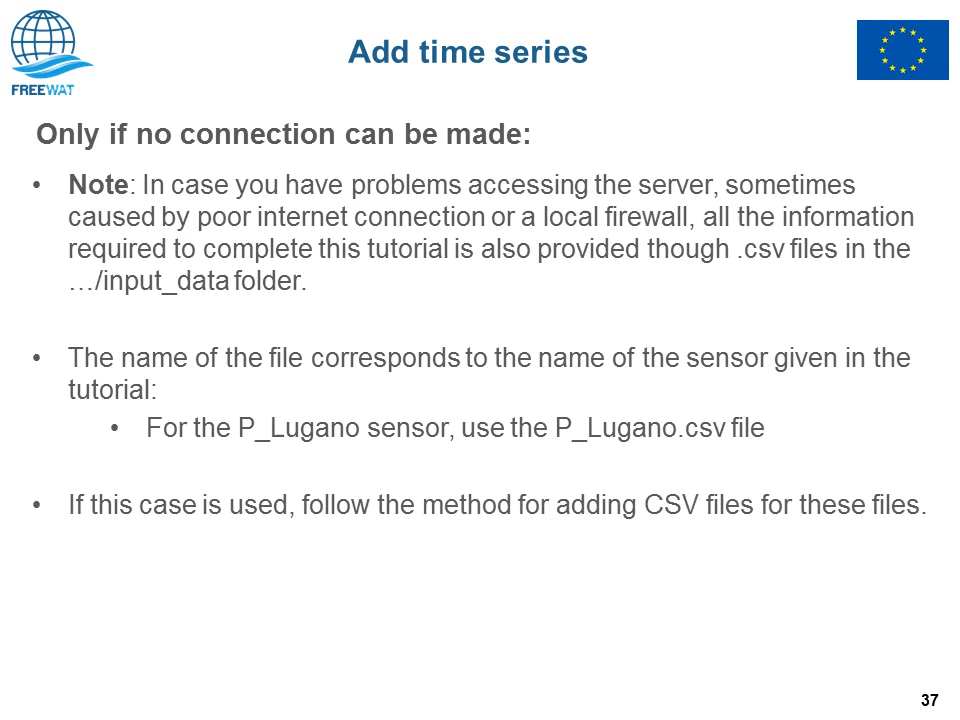 Add time series
FREEWAT
Only if no connection can be made:
• Note: In case you have problems accessing the server, sometimes
caused by poor internet connection or a local firewall, all the information
required to complete this tutorial is also provided though .csv files in the
…/input_data folder.
• The name of the file corresponds to the name of the sensor given in the
tutorial:
• For the P_Lugano sensor, use the P_Lugano.csv file
• If this case is used, follow the method for adding CSV files for these files.
37